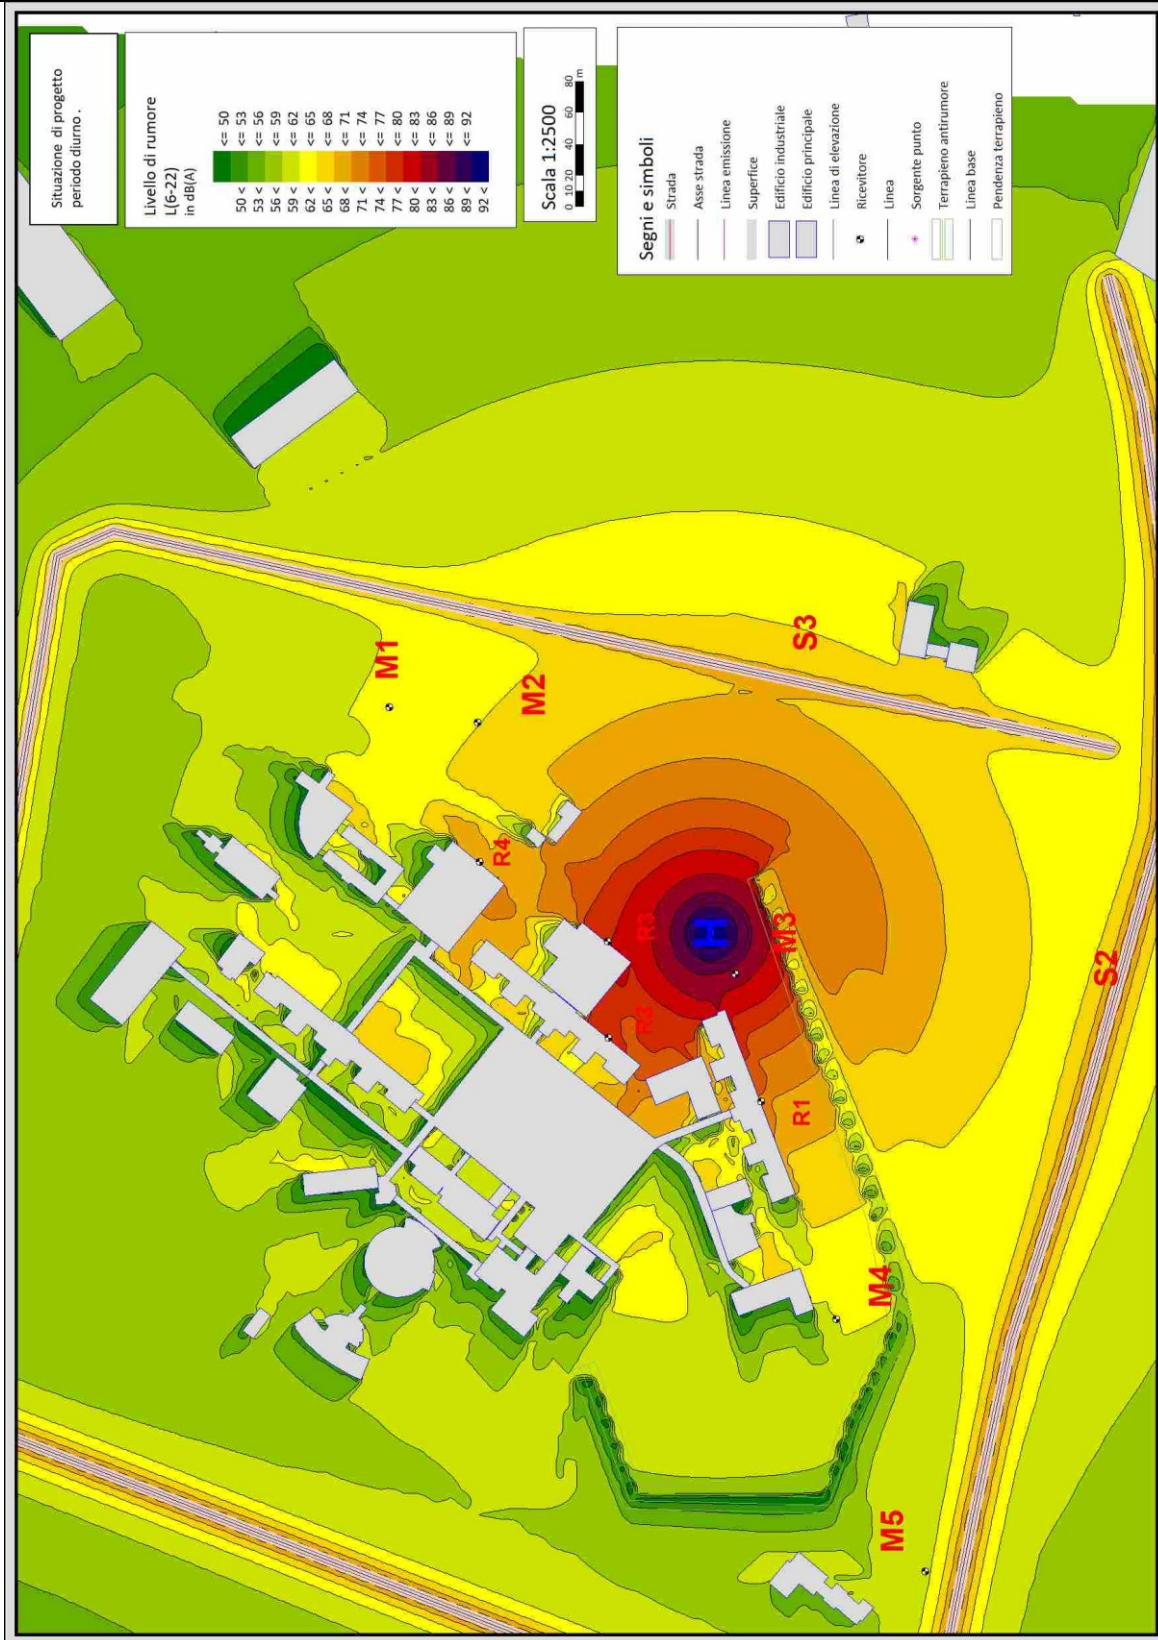 Situazione di progetto
periodo diurno .
Livello di rumore
L(6-22)
in dB(A)
<= 50
50 < <= 53
53 < <= 56
56 < <= 59
59 < <= 62
62 < <= 65
65 < <= 68
68 < <= 71
71 < <= 74
74 < <= 77
77 < <= 80
80 < <= 83
83 < <= 86
86 < <= 89
89 < <= 92
92 <
Scala 1:2500
0 10 20 40 60 80
m
Segni e simboli
Strada
Asse strada
Linea emissione
Superfice
Edificio industriale
Edificio principale
Linea di elevazione
Ricevitore
Linea
Sorgente punto
Terrapieno antirumore
Linea base
Pendenza terrapieno
M1
M2
S3
R4
R3
H
M3
R2
R1
S2
M4
M5